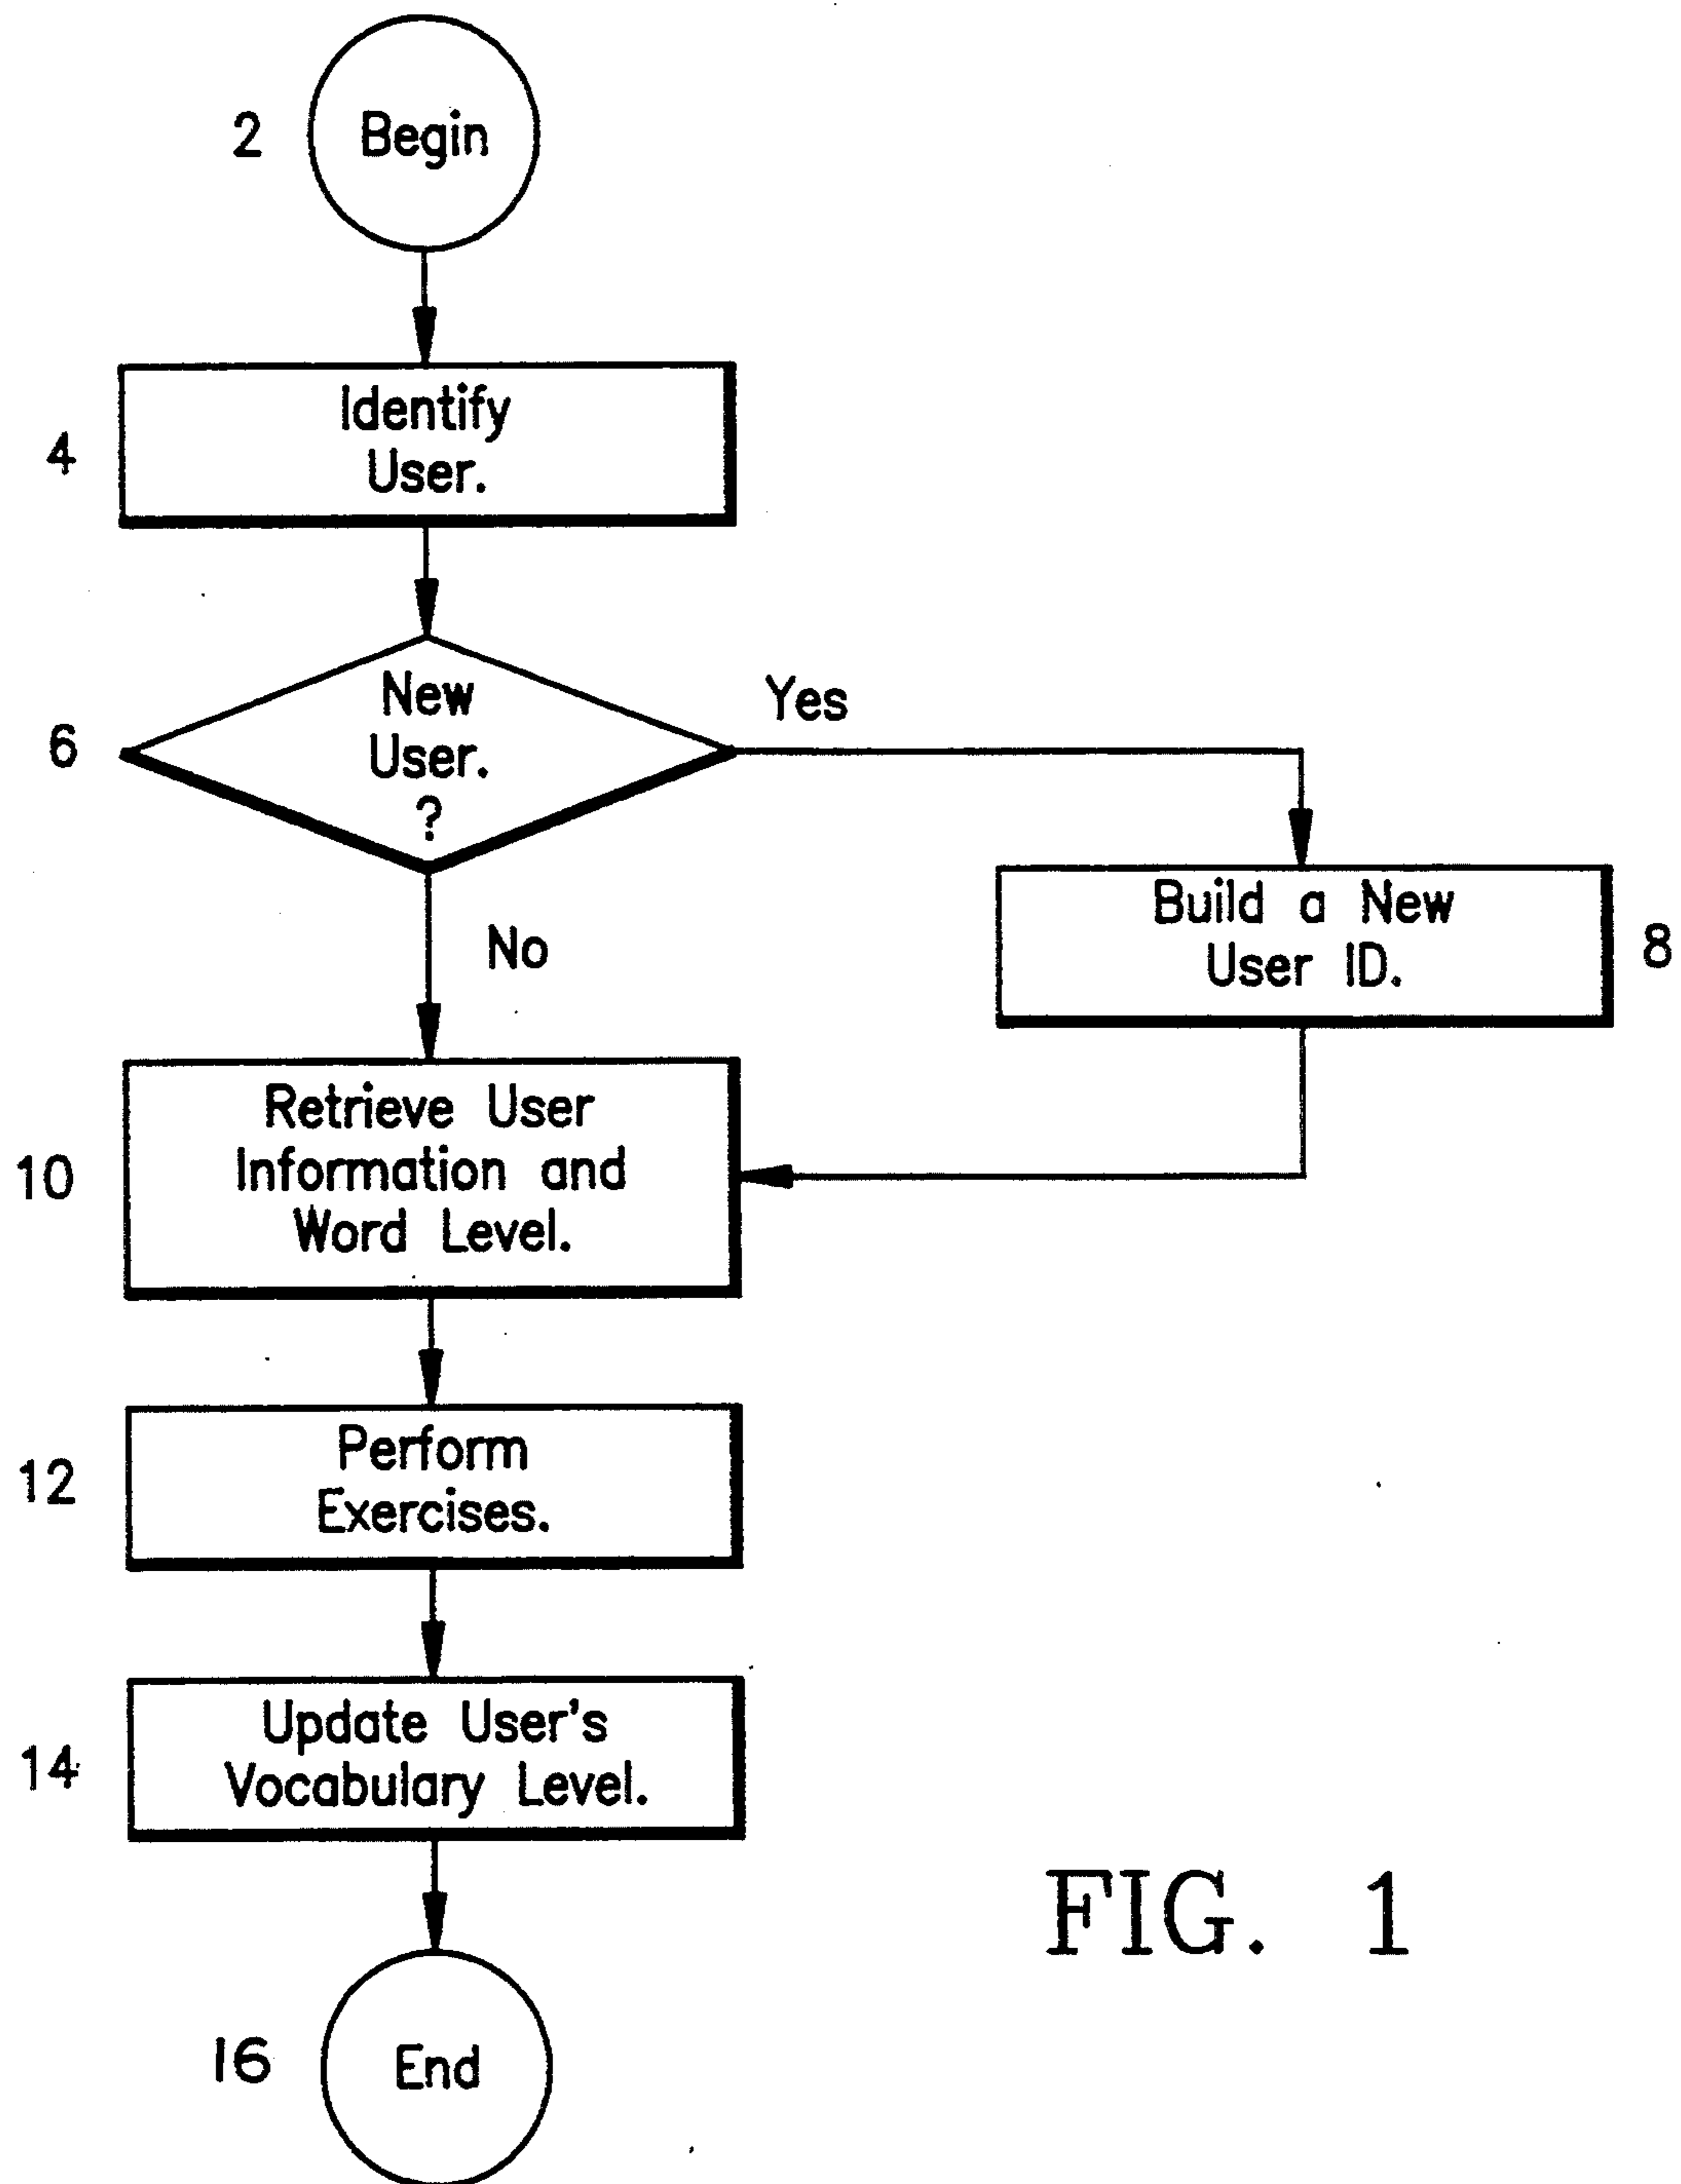 2
Begin
4
Identify
User.
6
New
User.
?
Yes
No
Build a New
User ID.
8
10
Retrieve User
Information and
Word Level.
12
Perform
Exercises.
14
Update User's
Vocabulary Level.
16
End
FIG. 1